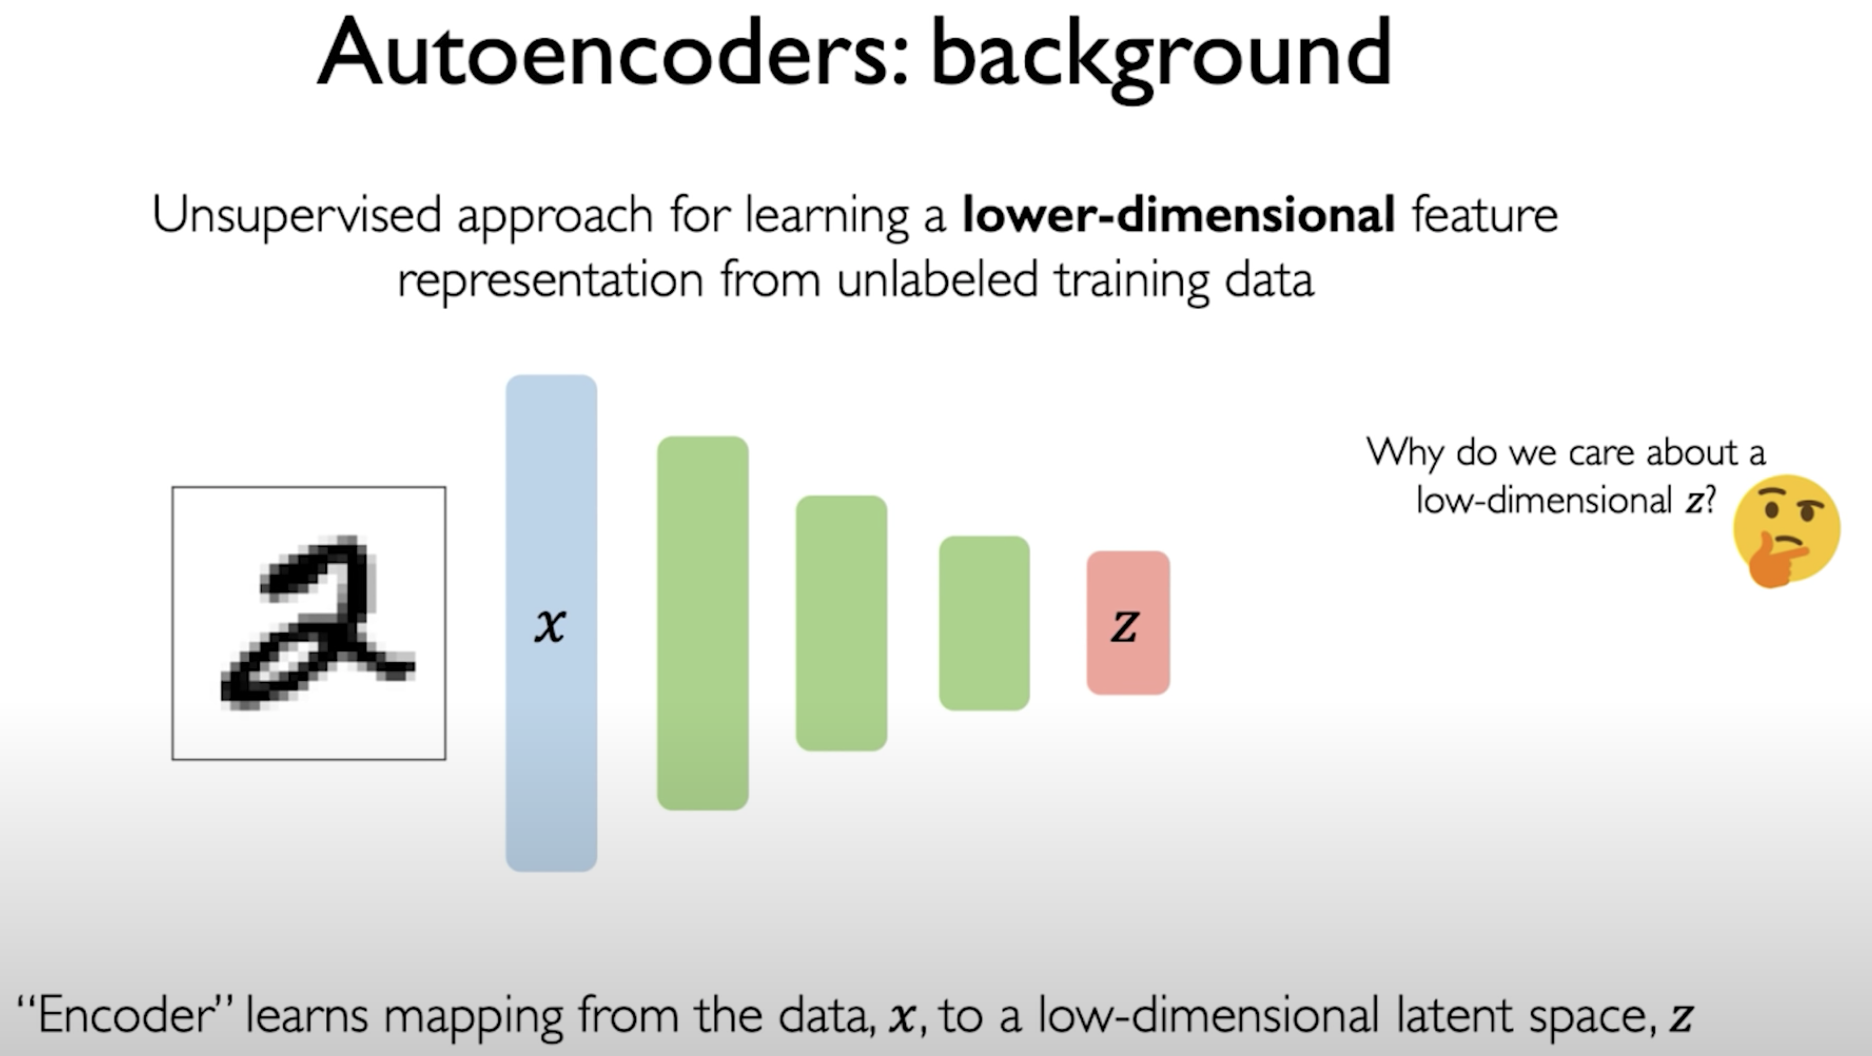 Autoencoders: background
Unsupervised approach for learning a lower-dimensional feature
representation from unlabeled training data
2
x
z
Why do we care about a
low-dimensional z?
“Encoder” learns mapping from the data, x, to a low-dimensional latent space, z